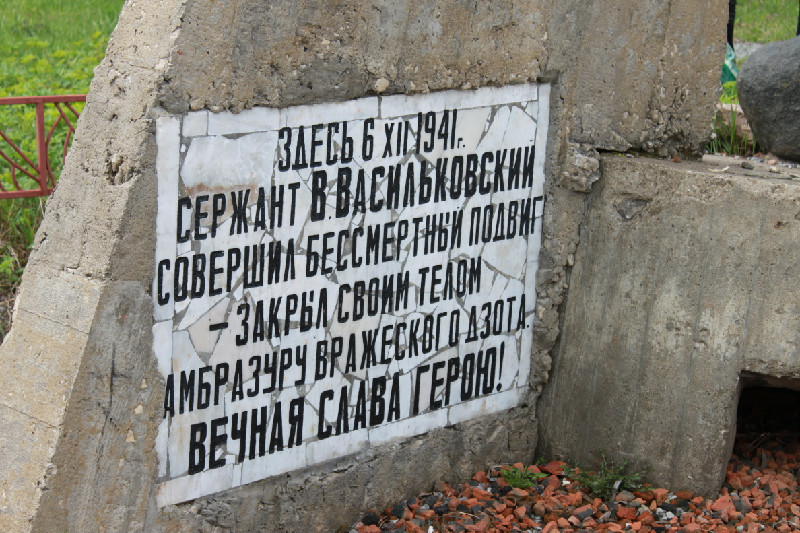 ЗДЕСЬ 6 XII 1941г.
СЕРЖАНТ В.ВАСИЛЬКОВСКИЙ
СОВЕРШИЛ БЕССМЕРТНЫЙ ПОДВИГ
– ЗАКРЫЛ СВОИМ ТЕЛОМ
АМБРАЗУРУ ВРАЖЕСКОГО ДЗОТА.
ВЕЧНАЯ СЛАВА ГЕРОЮ!